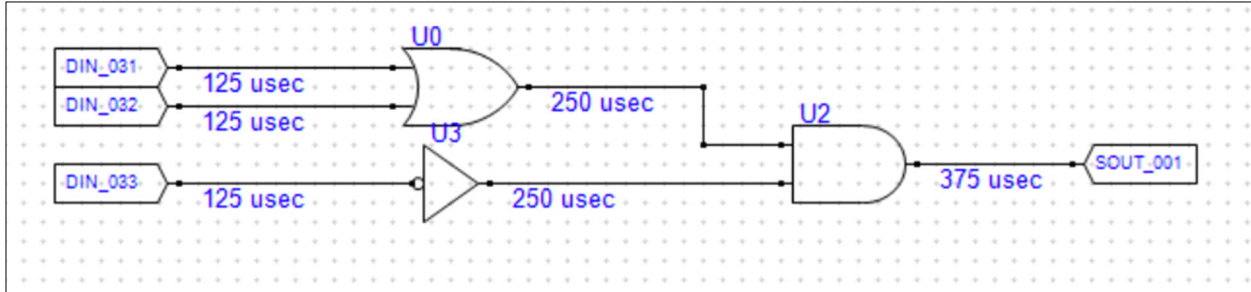 U0
DIN_031
125 usec
DIN_032
125 usec
250 usec
U3
U2
DIN_033
125 usec
250 usec
375 usec
SOUT_001